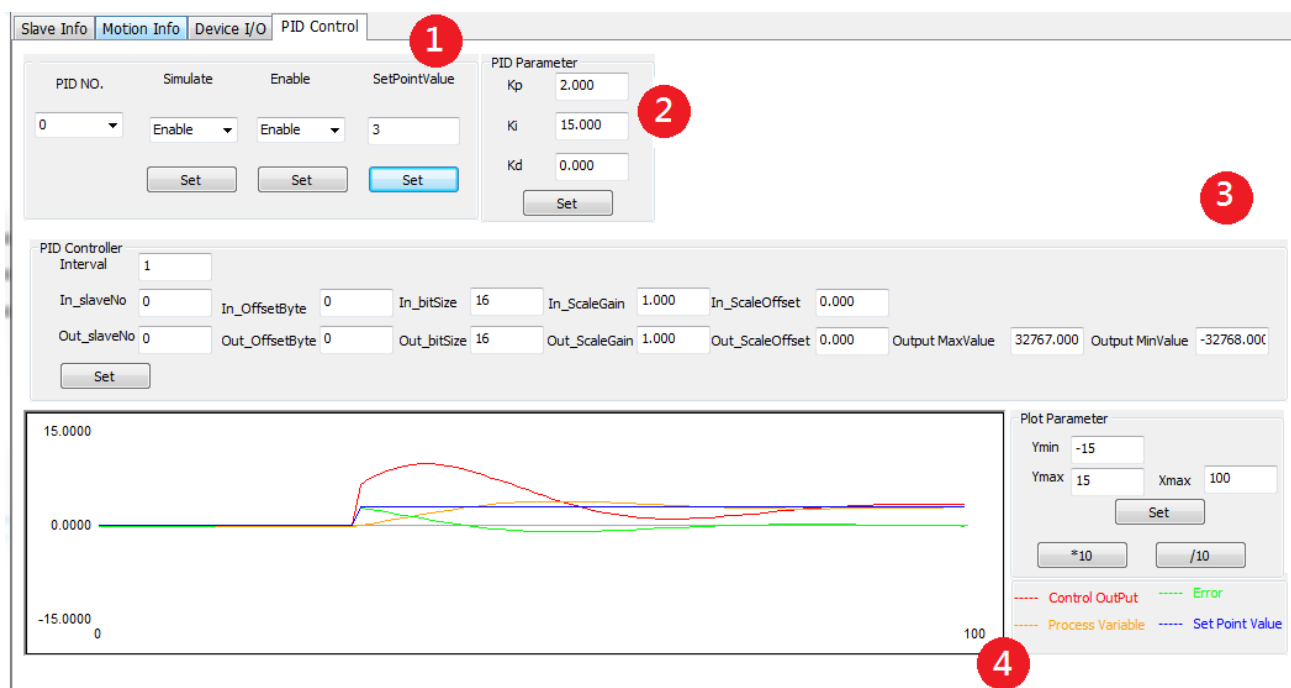 Slave Info Motion Info Device I/O PID Control
1
PID NO. Simulate Enable SetPointValue
0 Enable Enable 3
Set Set Set
PID Parameter
Kp 2.000
Ki 15.000
Kd 0.000
Set
2
3
PID Controller
Interval 1
In_slaveNo 0 In_OffsetByte 0 In_bitSize 16 In_ScaleGain 1.000 In_ScaleOffset 0.000
Out_slaveNo 0 Out_OffsetByte 0 Out_bitSize 16 Out_ScaleGain 1.000 Out_ScaleOffset 0.000 Output MaxValue 32767.000 Output MinValue -32768.00
Set
15.0000
0.0000
-15.0000
0 100
Plot Parameter
Ymin -15
Ymax 15 Xmax 100
Set
*10 /10
----- Control OutPut ----- Error
----- Process Variable ----- Set Point Value
4